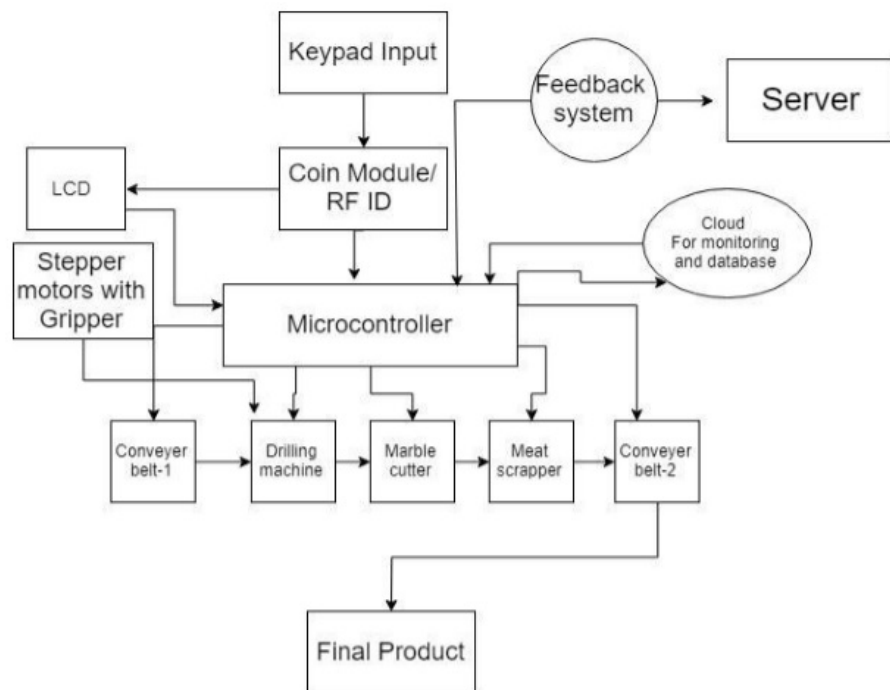 Keypad Input
Feedback
system
Server
LCD
Coin Module/
RF ID
Cloud
For monitoring
and database
Stepper
motors with
Gripper
Microcontroller
Conveyer
belt-1
Drilling
machine
Marble
cutter
Meat
scrapper
Conveyer
belt-2
Final Product